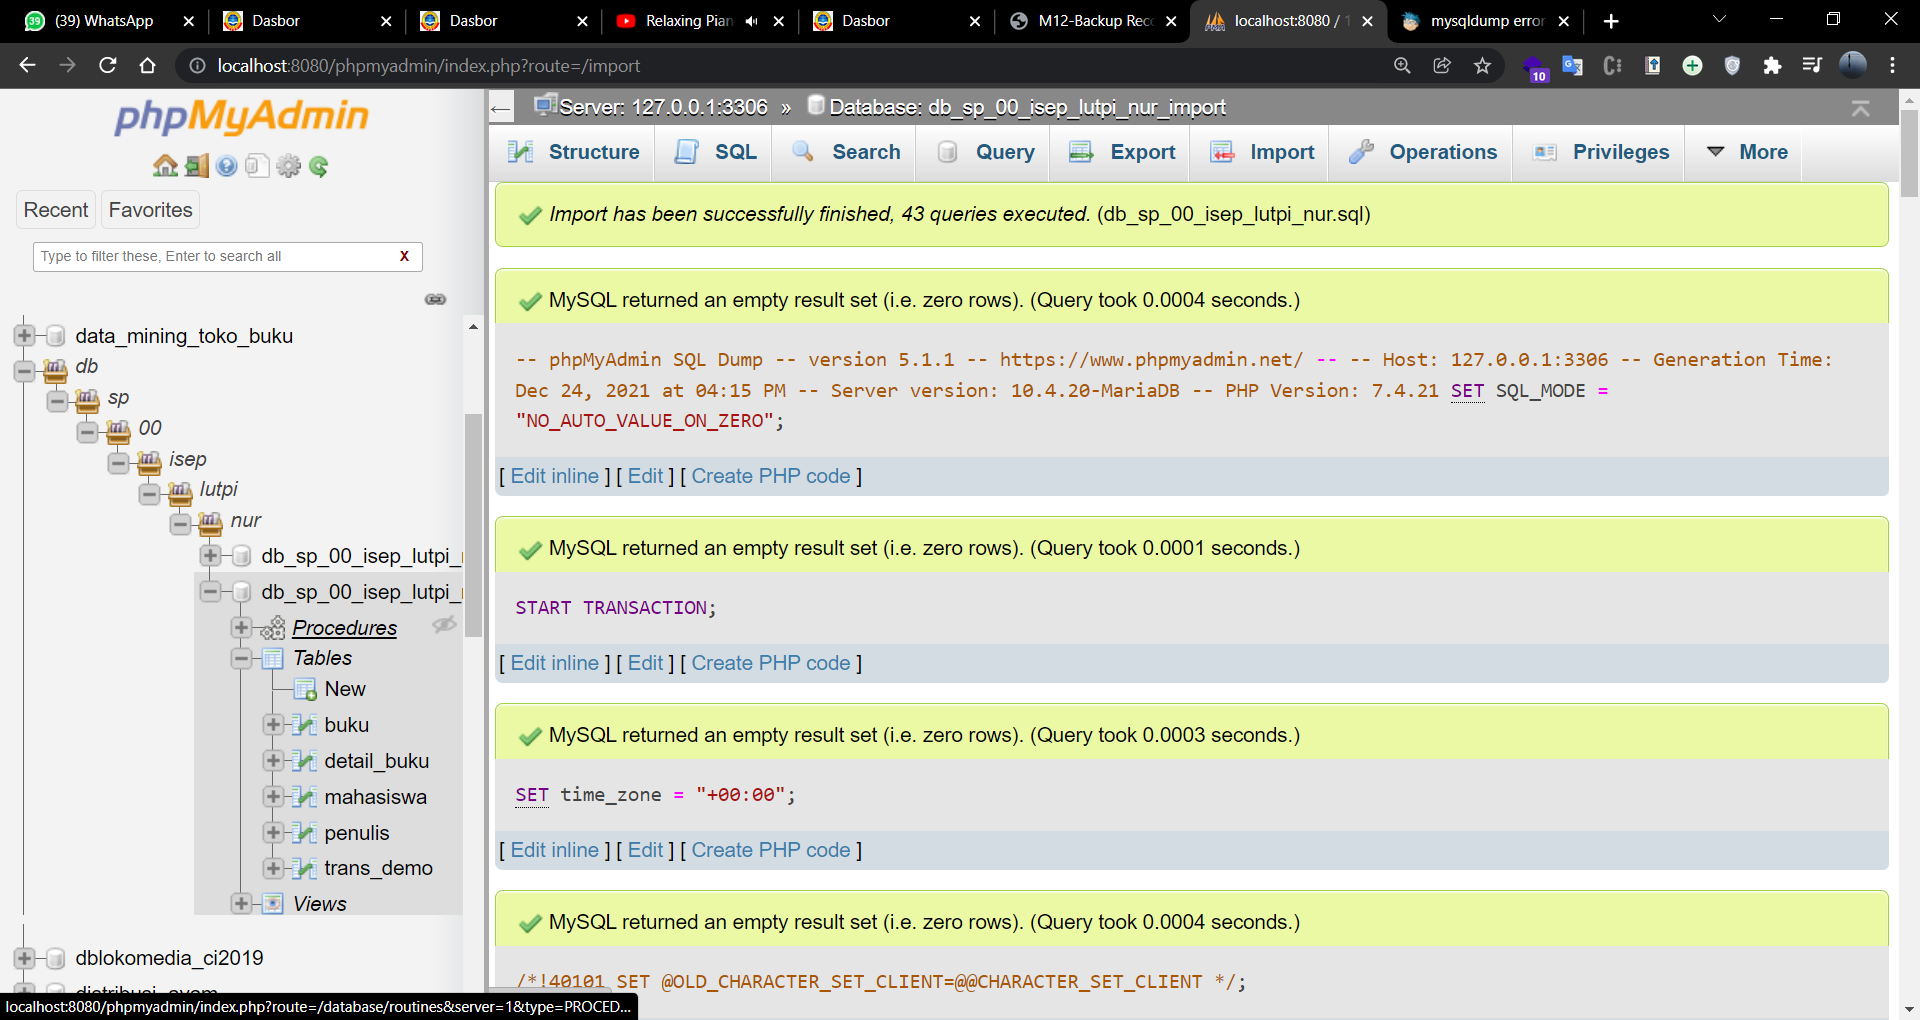 39 (39) WhatsApp
Dasbor
Dasbor
Relaxing Pian
Dasbor
M12-Backup Reco
localhost:8080 / 1
mysqldump error
localhost:8080/phpmyadmin/index.php?route=/import
10
phpMyAdmin
Recent
Favorites
Type to filter these, Enter to search all
X
data_mining_toko_buku
db
sp
00
isep
lutpi
nur
db_sp_00_isep_lutpi_
db_sp_00_isep_lutpi_
Procedures
Tables
New
buku
detail_buku
mahasiswa
penulis
trans_demo
Views
dblokomedia_ci2019
distribusi_ayam
localhost:8080/phpmyadmin/index.php?route=/database/routines&server=1&type=PROCED...
Server: 127.0.0.1:3306 » Database: db_sp_00_isep_lutpi_nur_import
Structure
SQL
Search
Query
Export
Import
Operations
Privileges
More
Import has been successfully finished, 43 queries executed. (db_sp_00_isep_lutpi_nur.sql)
MySQL returned an empty result set (i.e. zero rows). (Query took 0.0004 seconds.)
-- phpMyAdmin SQL Dump -- version 5.1.1 -- https://www.phpmyadmin.net/ -- -- Host: 127.0.0.1:3306 -- Generation Time:
Dec 24, 2021 at 04:15 PM -- Server version: 10.4.20-MariaDB -- PHP Version: 7.4.21 SET SQL_MODE =
"NO_AUTO_VALUE_ON_ZERO";
[ Edit inline ] [ Edit ] [ Create PHP code ]
MySQL returned an empty result set (i.e. zero rows). (Query took 0.0001 seconds.)
START TRANSACTION;
[ Edit inline ] [ Edit ] [ Create PHP code ]
MySQL returned an empty result set (i.e. zero rows). (Query took 0.0003 seconds.)
SET time_zone = "+00:00";
[ Edit inline ] [ Edit ] [ Create PHP code ]
MySQL returned an empty result set (i.e. zero rows). (Query took 0.0004 seconds.)
/*!40101 SET @OLD_CHARACTER_SET_CLIENT=@@CHARACTER_SET_CLIENT */;